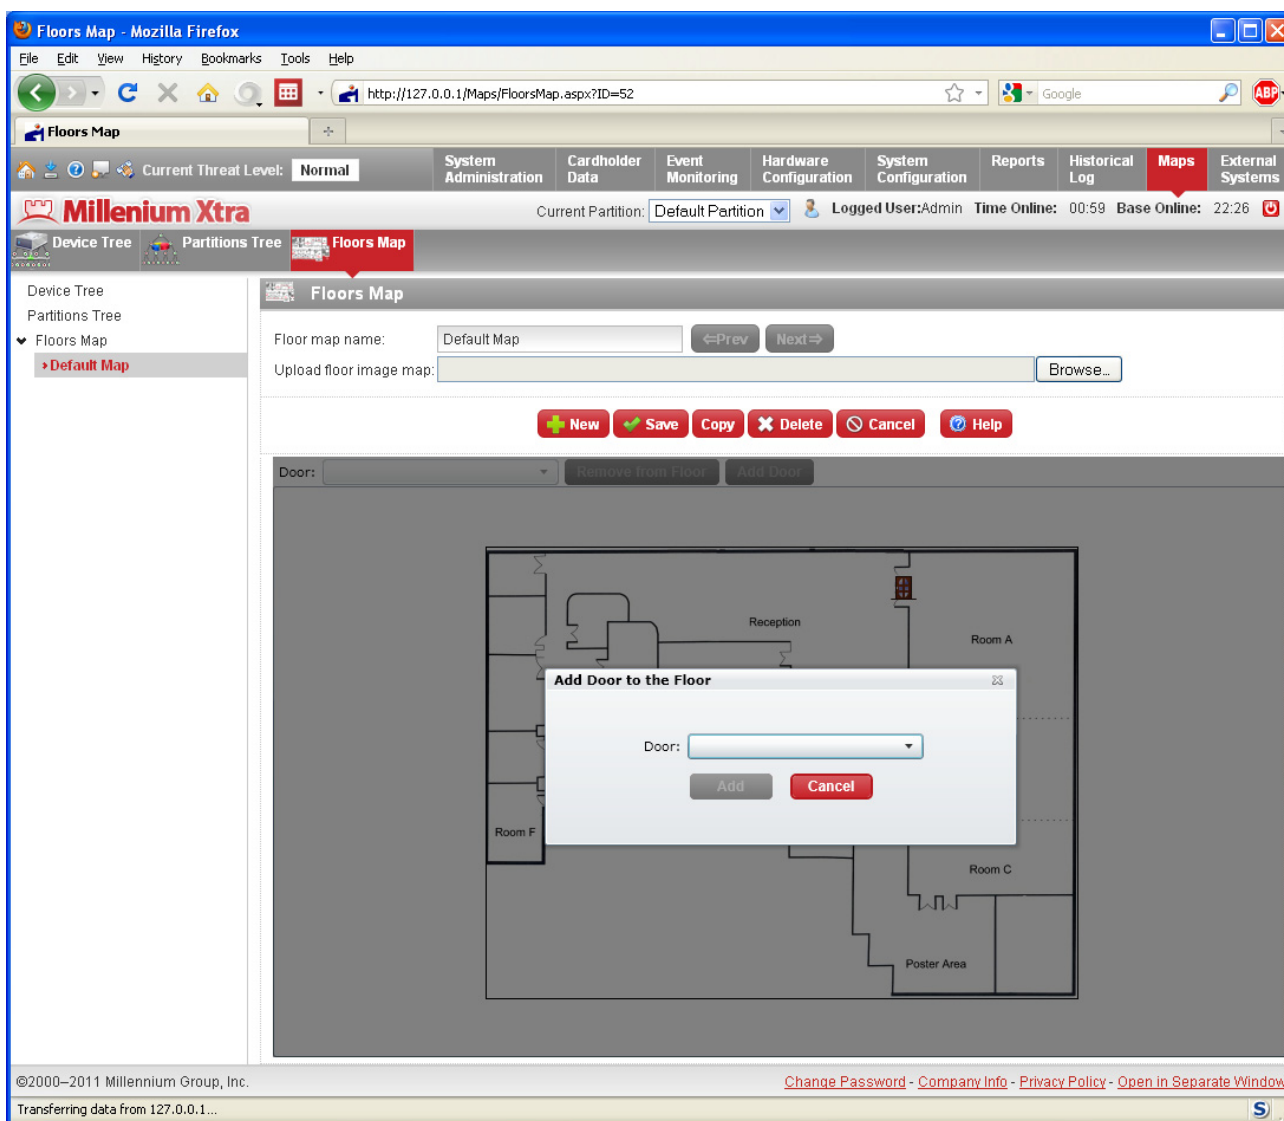 Floors Map - Mozilla Firefox
File Edit View History Bookmarks Tools Help
http://127.0.0.1/Maps/FloorsMap.aspx?ID=52
Google
ABP
Floors Map
Current Threat Level: Normal
System Administration
Cardholder Data
Event Monitoring
Hardware Configuration
System Configuration
Reports
Historical Log
Maps
External Systems
Millenium Xtra
Current Partition: Default Partition Logged User:Admin Time Online: 00:59 Base Online: 22:26
Device Tree Partitions Tree Floors Map
Device Tree
Partitions Tree
Floors Map
Default Map
Floors Map
Floor map name: Default Map ⇐Prev Next⇒
Upload floor image map: Browse...
New Save Copy Delete Cancel Help
Door: Remove from Floor Add Door
Reception
Room A
Add Door to the Floor
Door:
Add Cancel
Room F
Room C
Poster Area
©2000–2011 Millennium Group, Inc.
Change Password - Company Info - Privacy Policy - Open in Separate Window
Transferring data from 127.0.0.1...
S